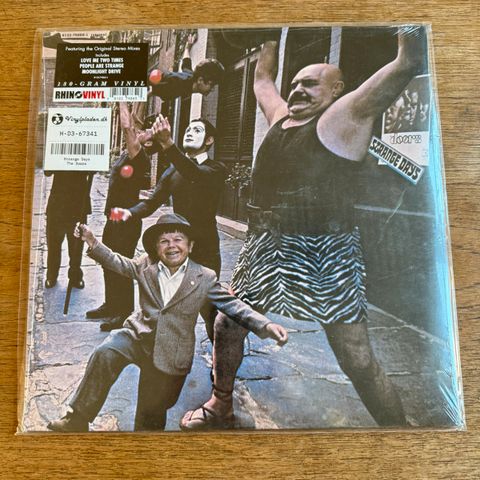 Featuring the Original Stereo Mixes
Includes
LOVE ME TWO TIMES
PEOPLE ARE STRANGE
MOONLIGHT DRIVE
180-GRAM VINYL
RHINO VINYL
Vinylpladen.dk
H-D3-67341
Strange Days
The Doors
DOORS
STRANGE DAYS